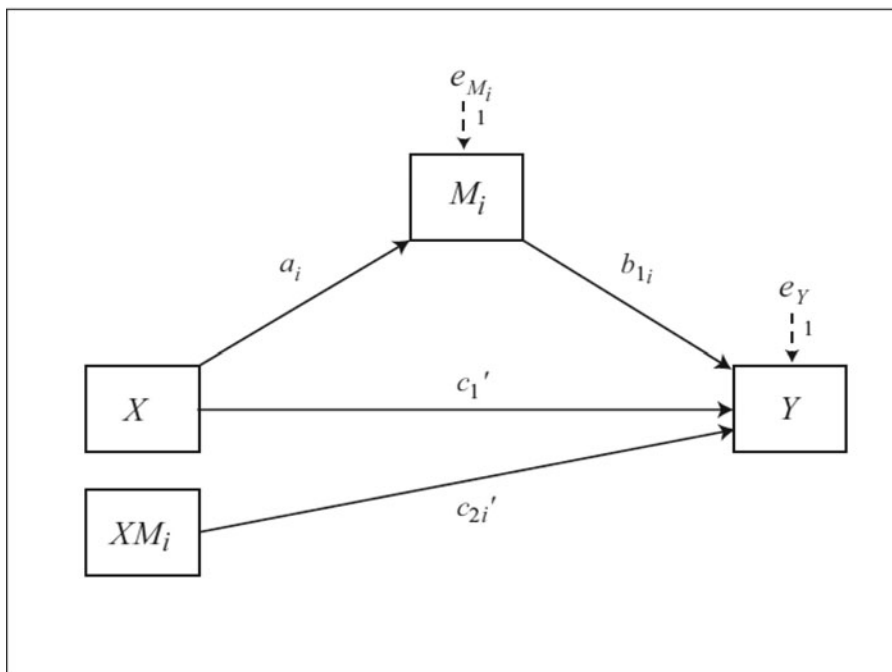 e_{M_i}
1
M_i
a_i
b_{1i}
e_Y
1
X
c_1′
Y
XM_i
c_{2i}′